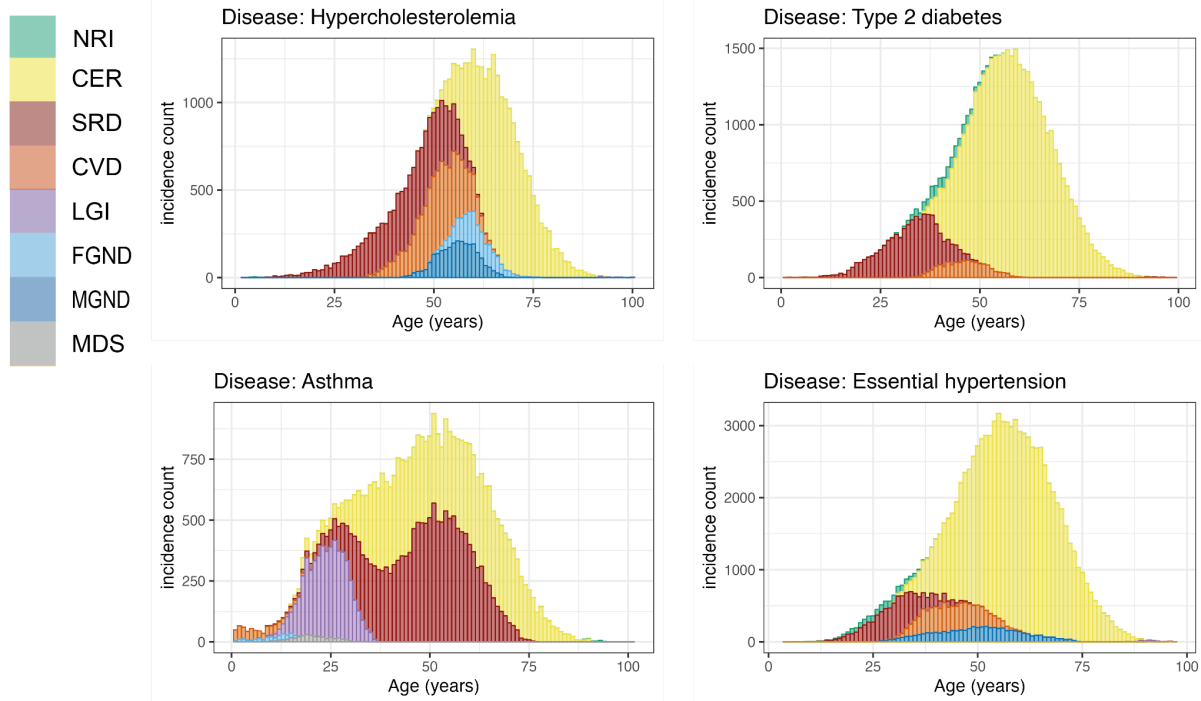 NRI
CER
SRD
CVD
LGI
FGND
MGND
MDS
Disease: Hypercholesterolemia
incidence count
1000
500
0
0 25 50 75 100
Age (years)
Disease: Type 2 diabetes
incidence count
1500
1000
500
0
0 25 50 75 100
Age (years)
Disease: Asthma
incidence count
750
500
250
0
0 25 50 75 100
Age (years)
Disease: Essential hypertension
incidence count
3000
2000
1000
0
0 25 50 75 100
Age (years)